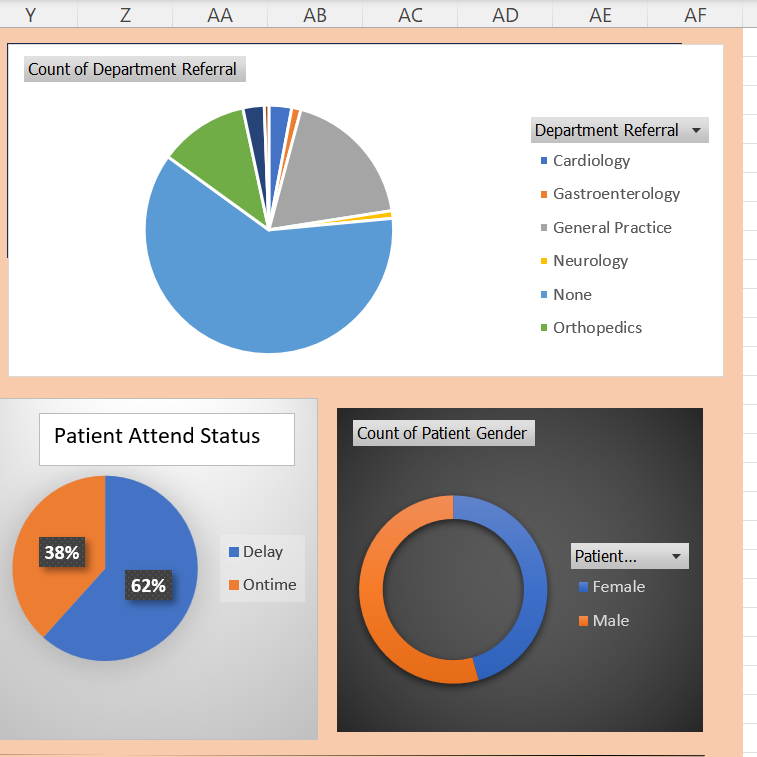 Y Z AA AB AC AD AE AF
Count of Department Referral
Department Referral
Cardiology
Gastroenterology
General Practice
Neurology
None
Orthopedics
Patient Attend Status
38%
62%
Delay
Ontime
Count of Patient Gender
Patient...
Female
Male